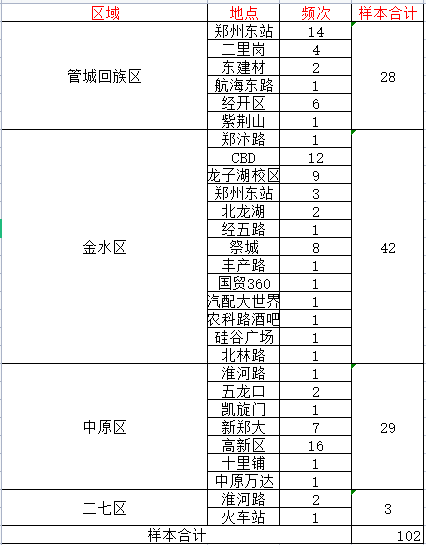 区域 地点 频次 样本合计
管城回族区 郑州东站 14 28
二里岗 4
东建材 2
航海东路 1
经开区 6
紫荆山 1
金水区 郑汴路 1 42
CBD 12
龙子湖校区 9
郑州东站 3
北龙湖 2
经五路 1
祭城 8
丰产路 1
国贸360 1
汽配大世界 1
农科路酒吧 1
硅谷广场 1
北林路 1
中原区 淮河路 1 29
五龙口 2
凯旋门 1
新郑大 7
高新区 16
十里铺 1
中原万达 1
二七区 淮河路 2 3
火车站 1
样本合计 102